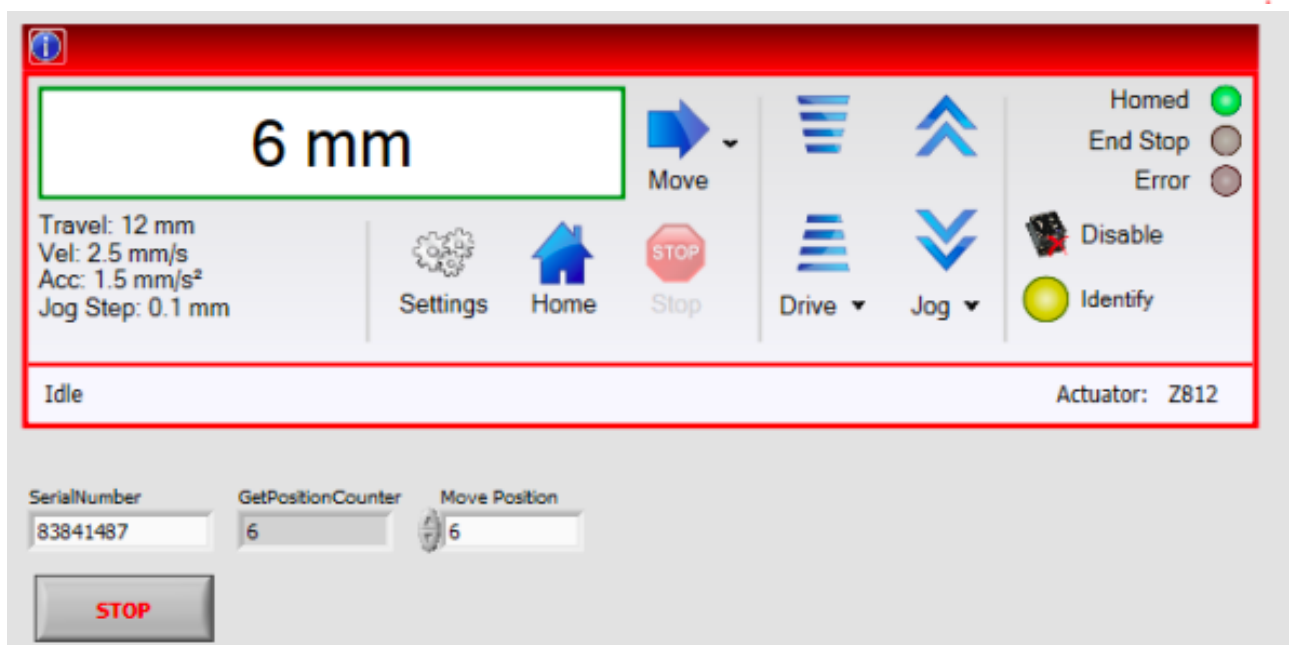 6 mm
Move
Homed
End Stop
Error
Travel: 12 mm
Vel: 2.5 mm/s
Acc: 1.5 mm/s²
Jog Step: 0.1 mm
Settings
Home
STOP
Stop
Drive
Jog
Disable
Identify
Idle
Actuator: Z812
SerialNumber
GetPositionCounter
Move Position
83841487
6
6
STOP